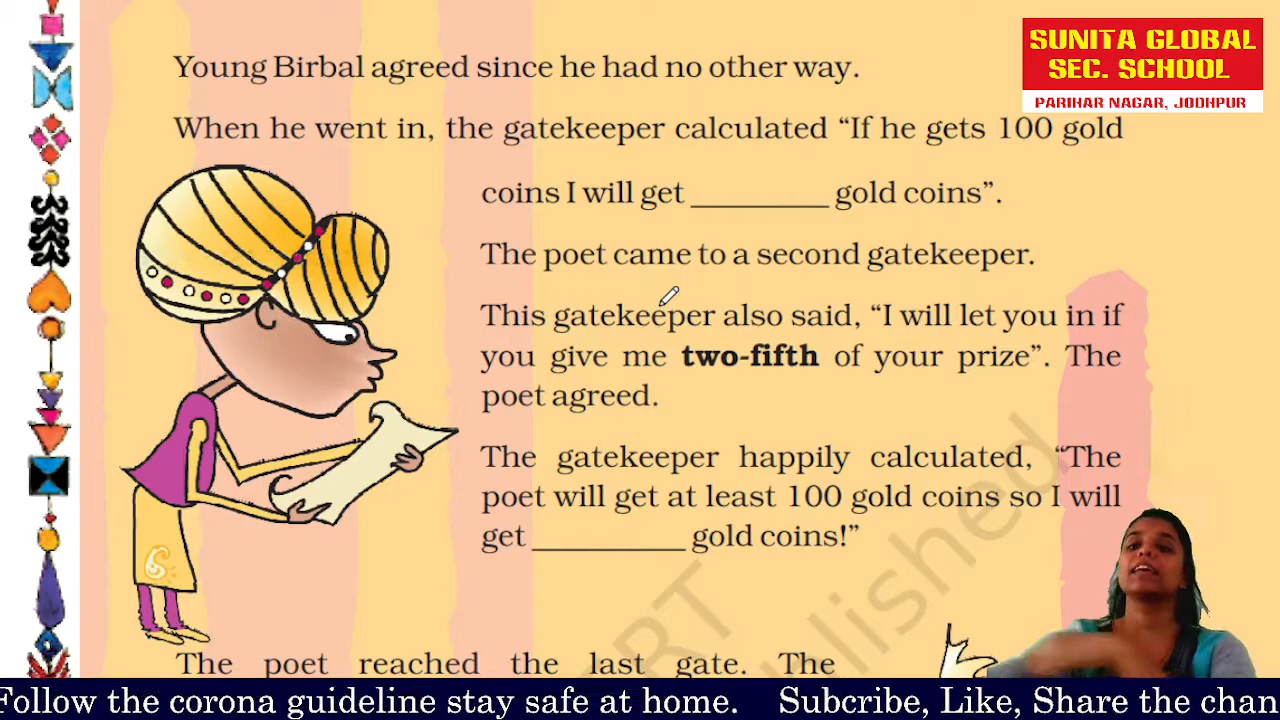 SUNITA GLOBAL
SEC. SCHOOL
PARIHAR NAGAR, JODHPUR
Young Birbal agreed since he had no other way.
When he went in, the gatekeeper calculated “If he gets 100 gold
coins I will get _________ gold coins”.
The poet came to a second gatekeeper.
This gatekeeper also said, “I will let you in if
you give me two-fifth of your prize”. The
poet agreed.
The gatekeeper happily calculated, “The
poet will get at least 100 gold coins so I will
get __________ gold coins!”
The poet reached the last gate. The
Follow the corona guideline stay safe at home. Subcribe, Like, Share the chan